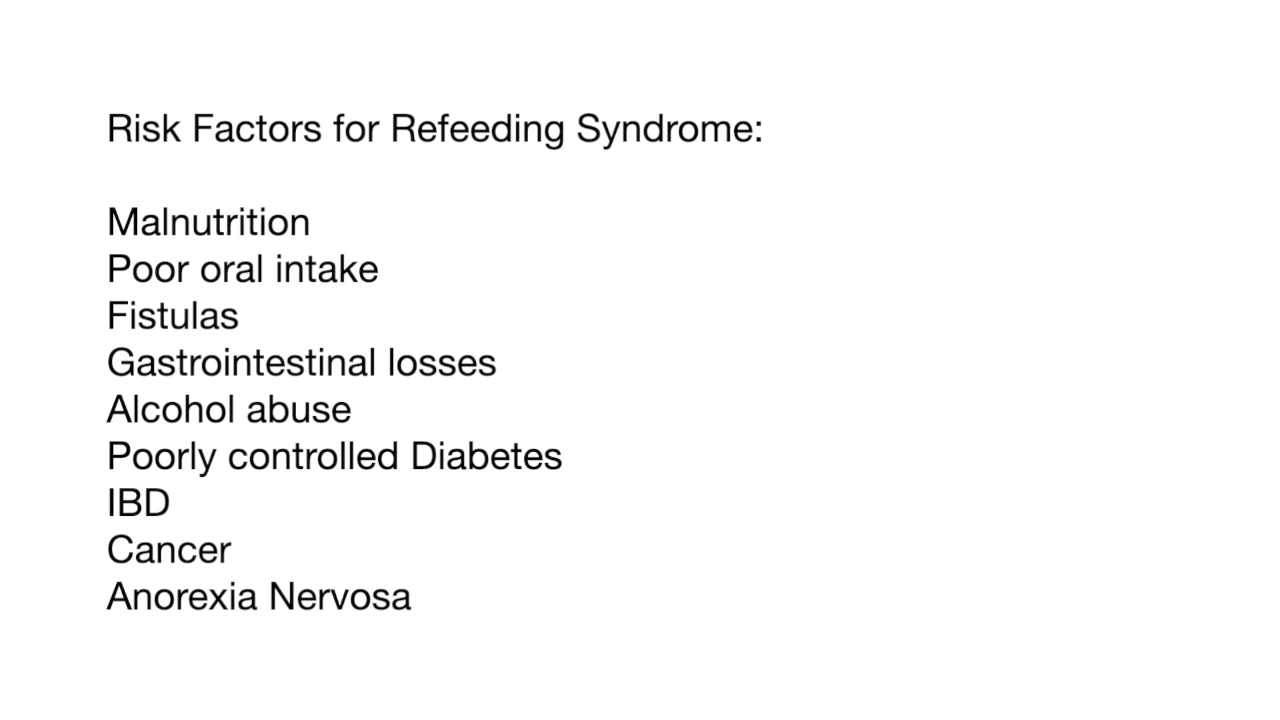 Risk Factors for Refeeding Syndrome:
Malnutrition
Poor oral intake
Fistulas
Gastrointestinal losses
Alcohol abuse
Poorly controlled Diabetes
IBD
Cancer
Anorexia Nervosa